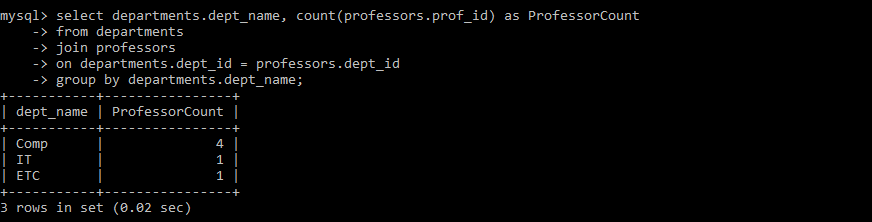 mysql> select departments.dept_name, count(professors.prof_id) as ProfessorCount
    -> from departments
    -> join professors
    -> on departments.dept_id = professors.dept_id
    -> group by departments.dept_name;
+-----------+----------------+
| dept_name | ProfessorCount |
+-----------+----------------+
| Comp      |              4 |
| IT        |              1 |
| ETC       |              1 |
+-----------+----------------+
3 rows in set (0.02 sec)